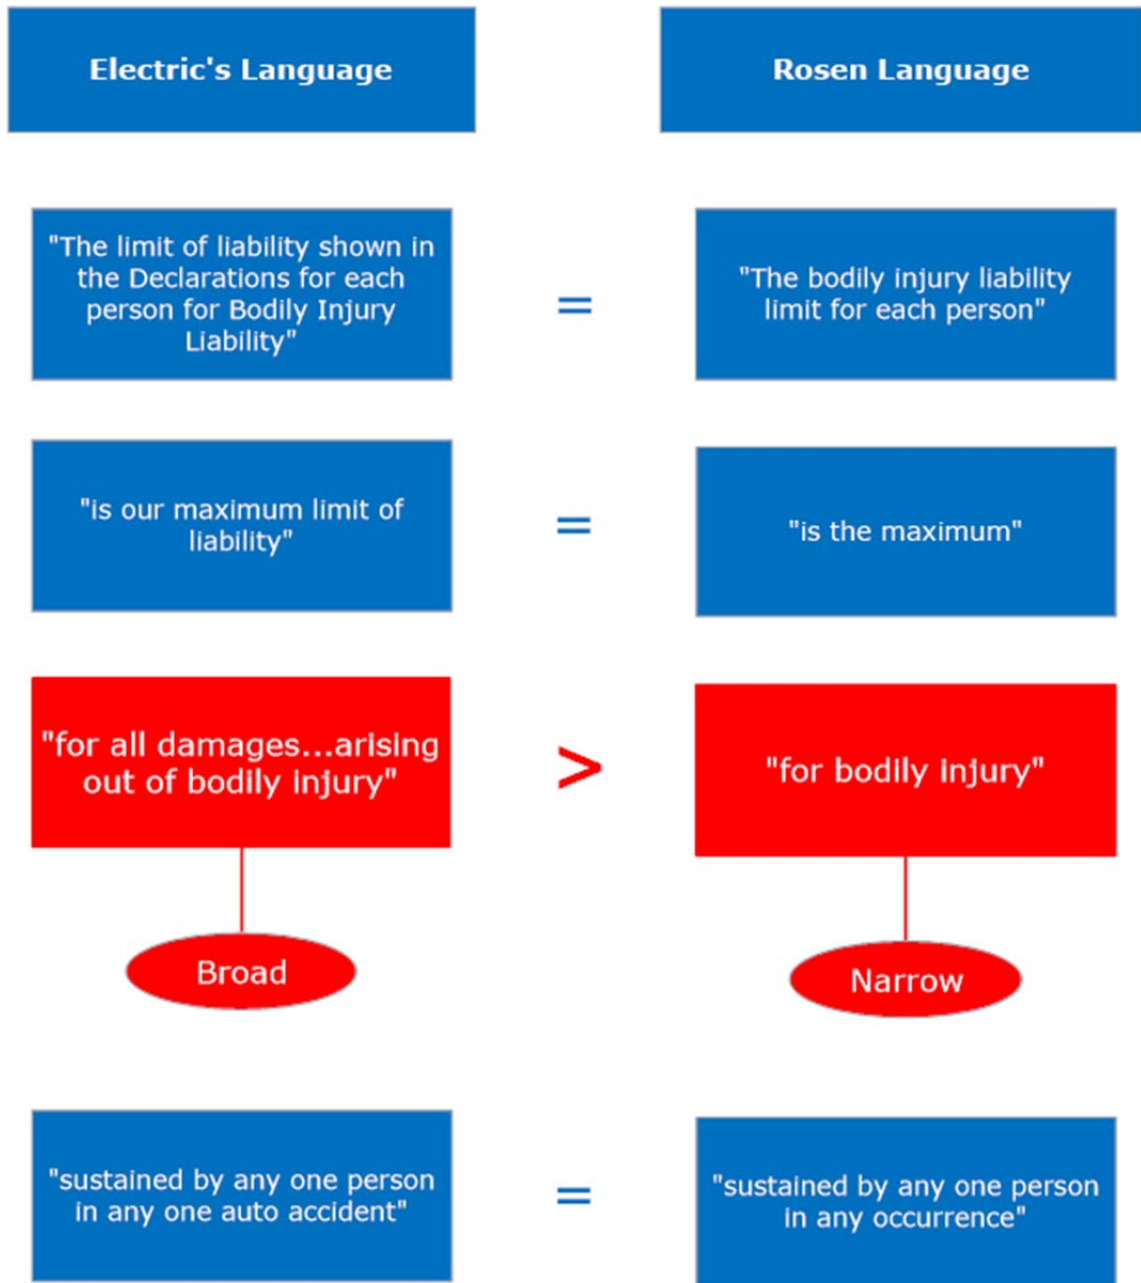 Electric's Language
Rosen Language
"The limit of liability shown in
the Declarations for each
person for Bodily Injury
Liability"
=
"The bodily injury liability
limit for each person"
"is our maximum limit of
liability"
=
"is the maximum"
"for all damages...arising
out of bodily injury"
>
"for bodily injury"
Broad
Narrow
"sustained by any one person
in any one auto accident"
=
"sustained by any one person
in any occurrence"